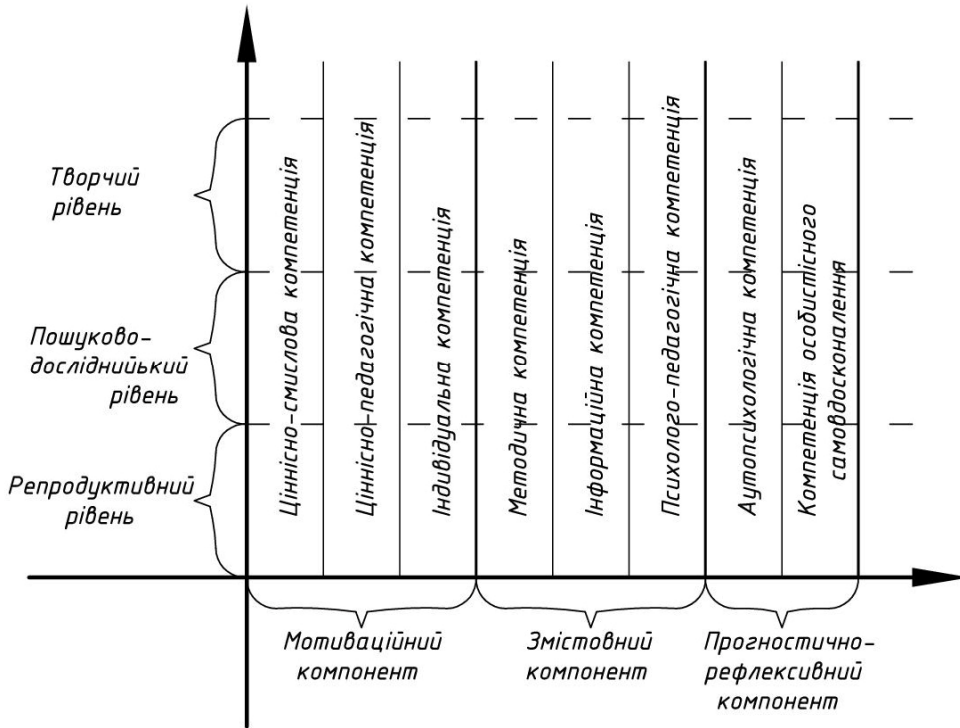 Творчий
рівень
Пошуково-
дослідниijкий
рівень
Репродуктивний
рівень
Ціннісно-смислова компетенція
Ціннісно-педагогічна компетенція
Індивідуальна компетенція
Методична компетенція
Інформаційна компетенція
Психолого-педагогічна компетенція
Аутопсихологічна компетенція
Компетенція особистісного
самовдосконалення
Мотиваційний
компонент
Змістовний
компонент
Прогностично-
рефлексивний
компонент